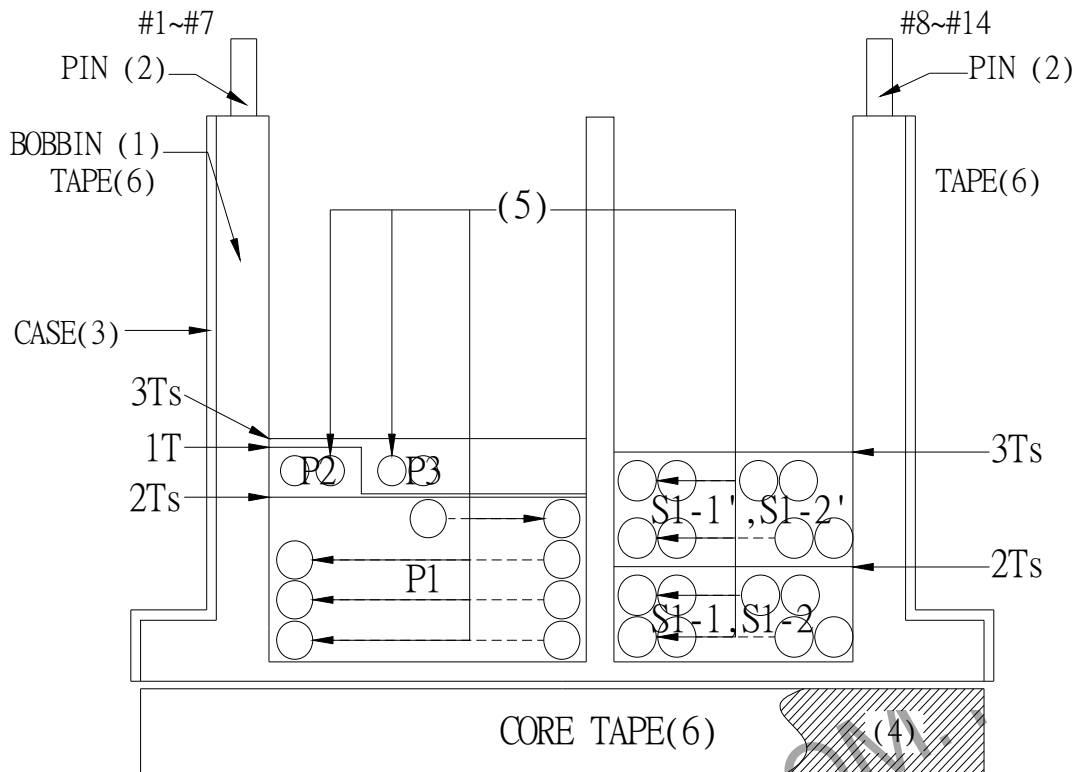 #1~#7
#8~#14
PIN (2)
PIN (2)
BOBBIN (1)
TAPE(6)
TAPE(6)
(5)
CASE(3)
3Ts
1T
2Ts
P2
P3
P1
3Ts
S1-1',S1-2'
2Ts
S1-1,S1-2
CORE TAPE(6)
(4)